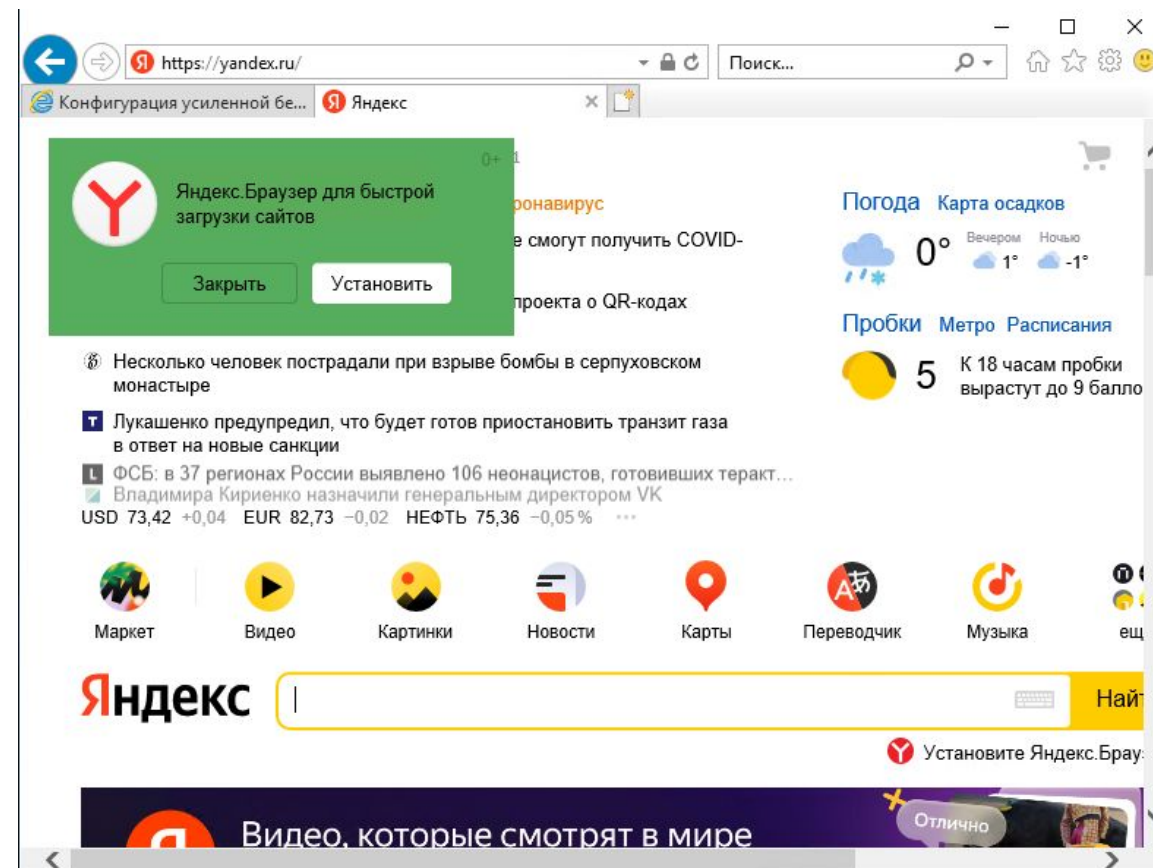 https://yandex.ru/
Поиск...
Конфигурация усиленной бе...
Яндекс
0+
Яндекс.Браузер для быстрой
загрузки сайтов
Закрыть
Установить
е смогут получить COVID-
проекта о QR-кодах
Несколько человек пострадали при взрыве бомбы в серпуховском
монастыре
Лукашенко предупредил, что будет готов приостановить транзит газа
в ответ на новые санкции
ФСБ: в 37 регионах России выявлено 106 неонацистов, готовивших теракт...
Владимира Кириенко назначили генеральным директором VK
USD 73,42 +0,04 EUR 82,73 −0,02 НЕФТЬ 75,36 −0,05 % ...
Погода Карта осадков
0° Вечером 1° Ночью -1°
Пробки Метро Расписания
5 К 18 часам пробки
вырастут до 9 балло
Маркет Видео Картинки Новости Карты Переводчик Музыка ещ
Яндекс
Най
Установите Яндекс.Брау
Видео, которые смотрят в мире
Отлично